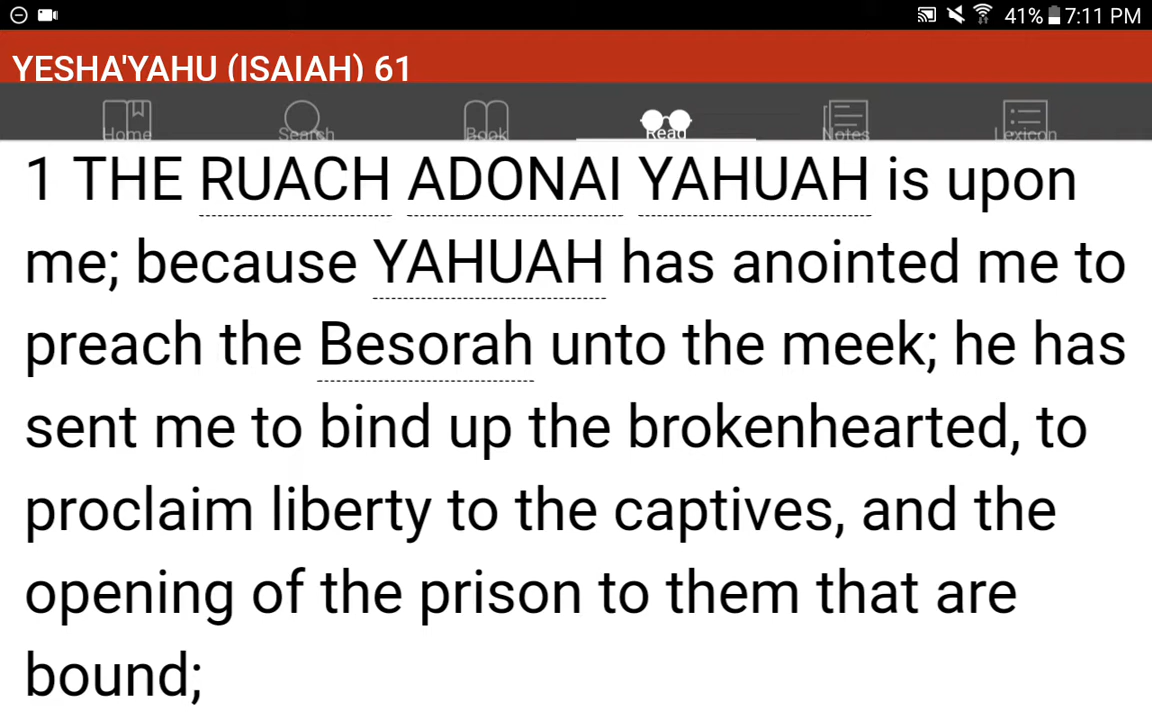 41% 7:11 PM
YESHA'YAHU (ISAIAH) 61
Home Search Book Read Notes Lexicon
1 THE RUACH ADONAI YAHUAH is upon
me; because YAHUAH has anointed me to
preach the Besorah unto the meek; he has
sent me to bind up the brokenhearted, to
proclaim liberty to the captives, and the
opening of the prison to them that are
bound;